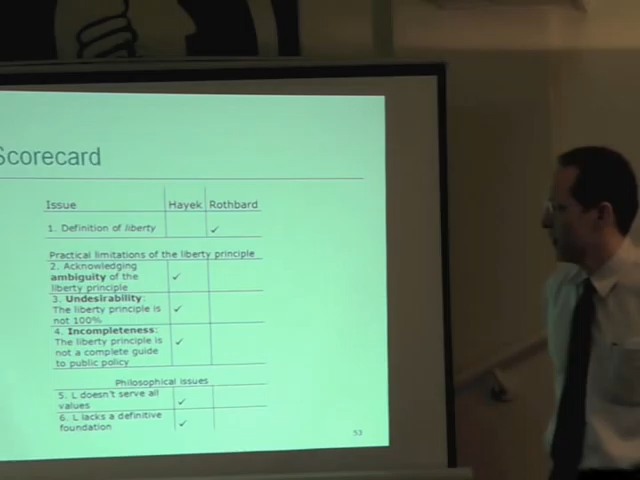 Scorecard
Issue Hayek Rothbard
1. Definition of liberty ✓
Practical limitations of the liberty principle
2. Acknowledging
ambiguity of the ✓
liberty principle
3. Undesirability:
The liberty principle is ✓
not 100%
4. Incompleteness:
The liberty principle is ✓
not a complete guide
to public policy
Philosophical issues
5. L doesn't serve all
values ✓
6. L lacks a definitive
foundation ✓
53